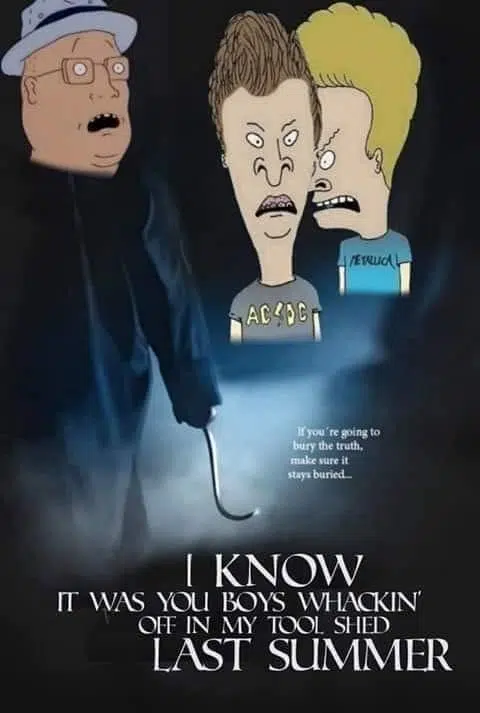 AC⚡DC
METALLICA
If you're going to
bury the truth,
make sure it
stays buried...
I KNOW
IT WAS YOU BOYS WHACKIN'
OFF IN MY TOOL SHED
LAST SUMMER